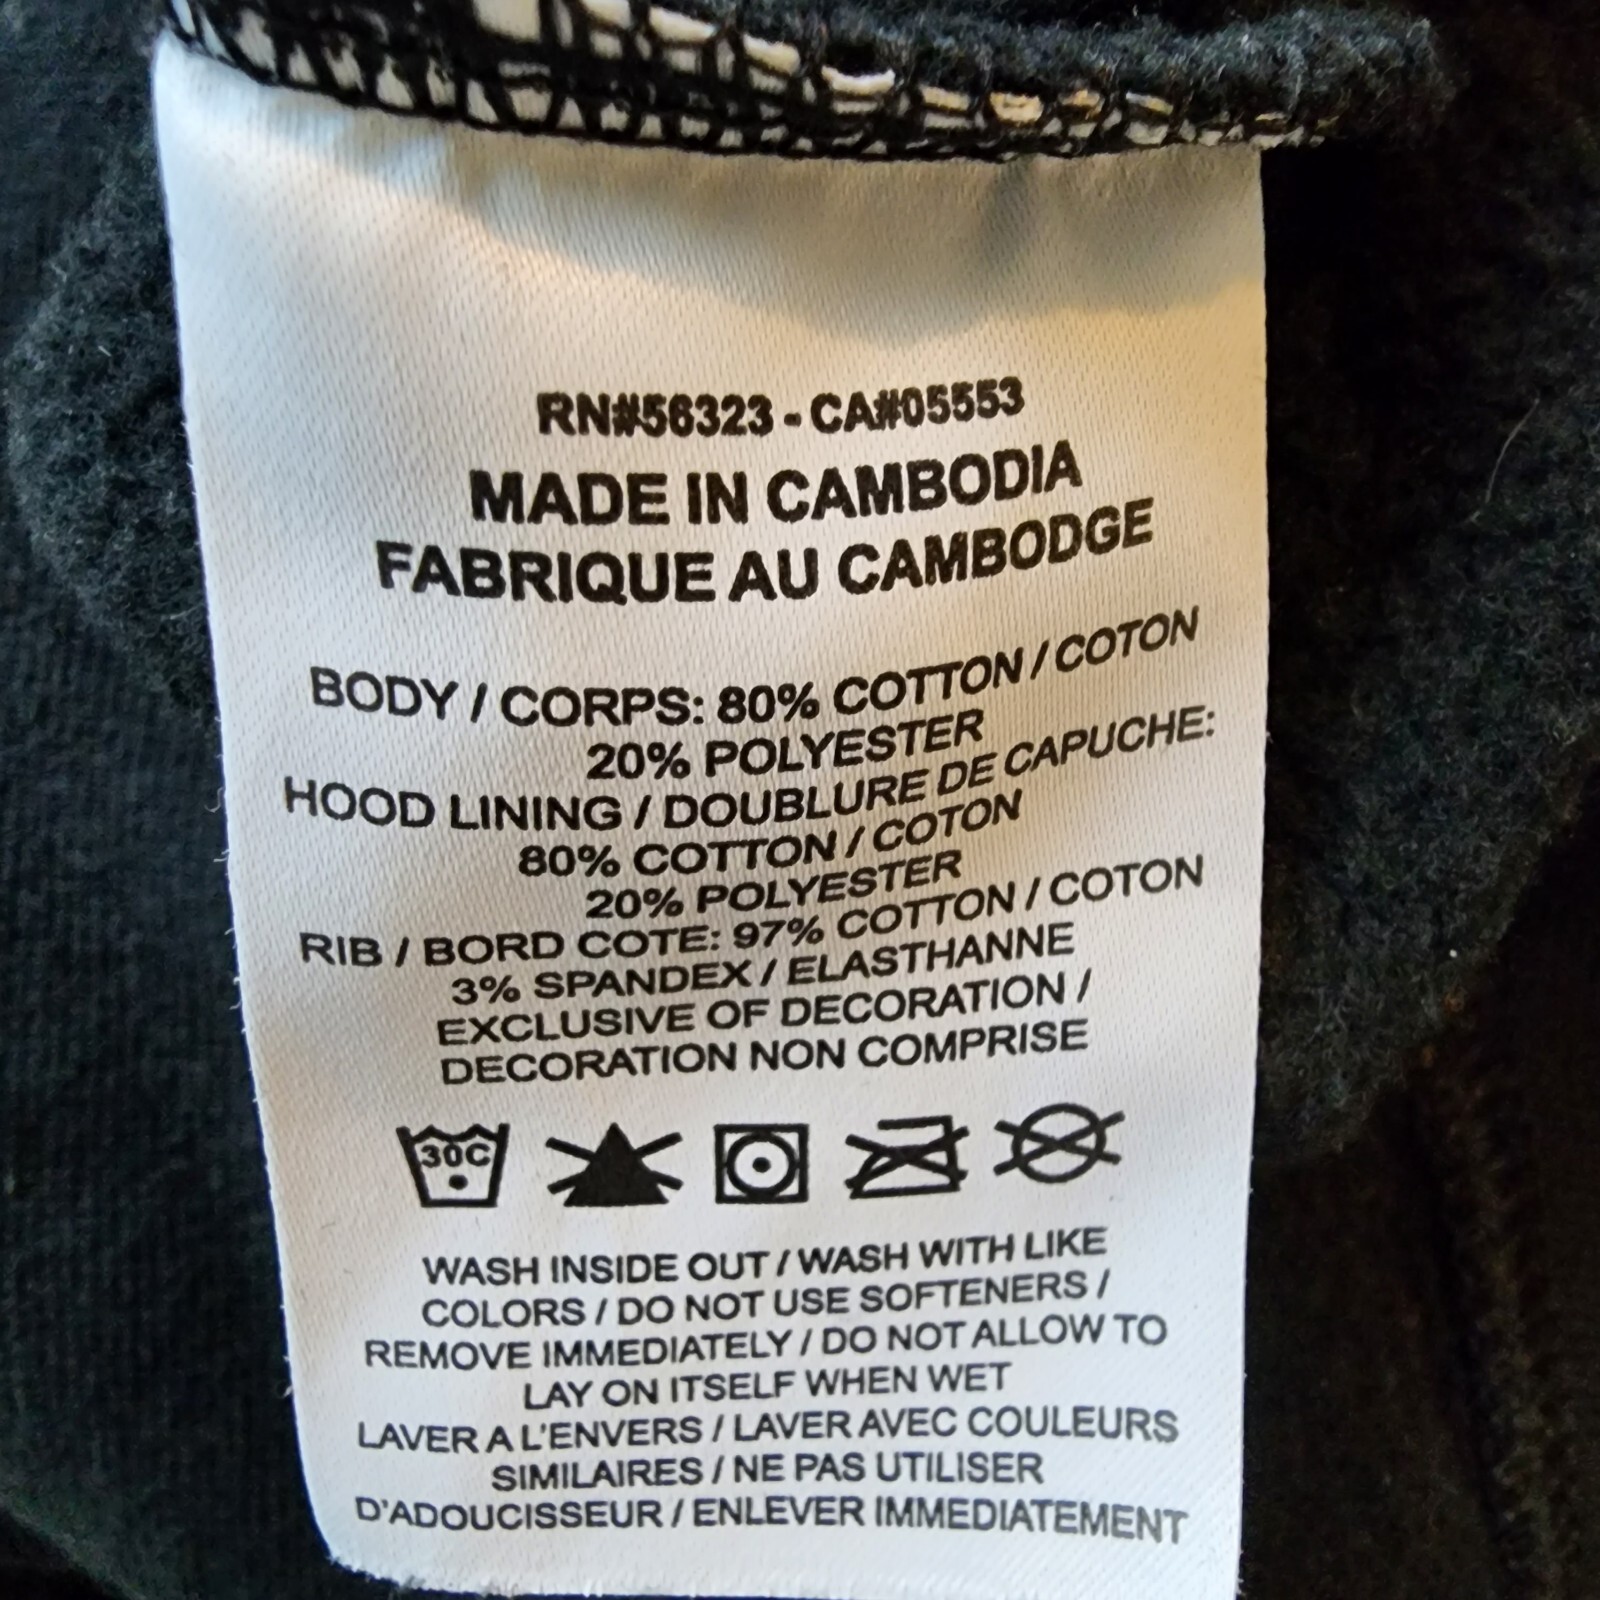 RN#56323 - CA#05553
MADE IN CAMBODIA
FABRIQUE AU CAMBODGE
BODY / CORPS: 80% COTTON / COTON
20% POLYESTER
HOOD LINING / DOUBLURE DE CAPUCHE:
80% COTTON / COTON
20% POLYESTER
RIB / BORD COTE: 97% COTTON / COTON
3% SPANDEX / ELASTHANNE
EXCLUSIVE OF DECORATION /
DECORATION NON COMPRISE
30C
WASH INSIDE OUT / WASH WITH LIKE
COLORS / DO NOT USE SOFTENERS /
REMOVE IMMEDIATELY / DO NOT ALLOW TO
LAY ON ITSELF WHEN WET
LAVER A L'ENVERS / LAVER AVEC COULEURS
SIMILAIRES / NE PAS UTILISER
D'ADOUCISSEUR / ENLEVER IMMEDIATEMENT